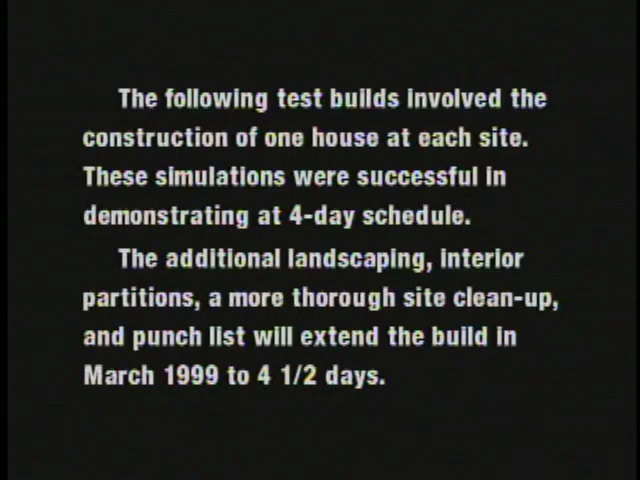 The following test builds involved the
construction of one house at each site.
These simulations were successful in
demonstrating at 4-day schedule.
The additional landscaping, interior
partitions, a more thorough site clean-up,
and punch list will extend the build in
March 1999 to 4 1/2 days.